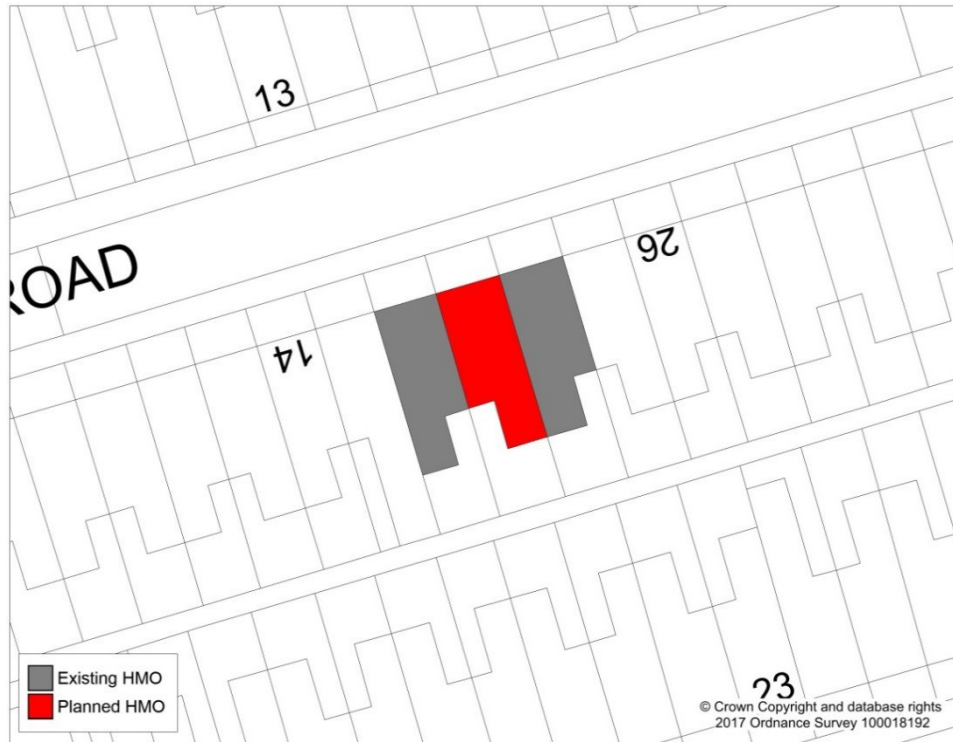 13
ROAD
26
14
23
Existing HMO
Planned HMO
© Crown Copyright and database rights
2017 Ordnance Survey 100018192